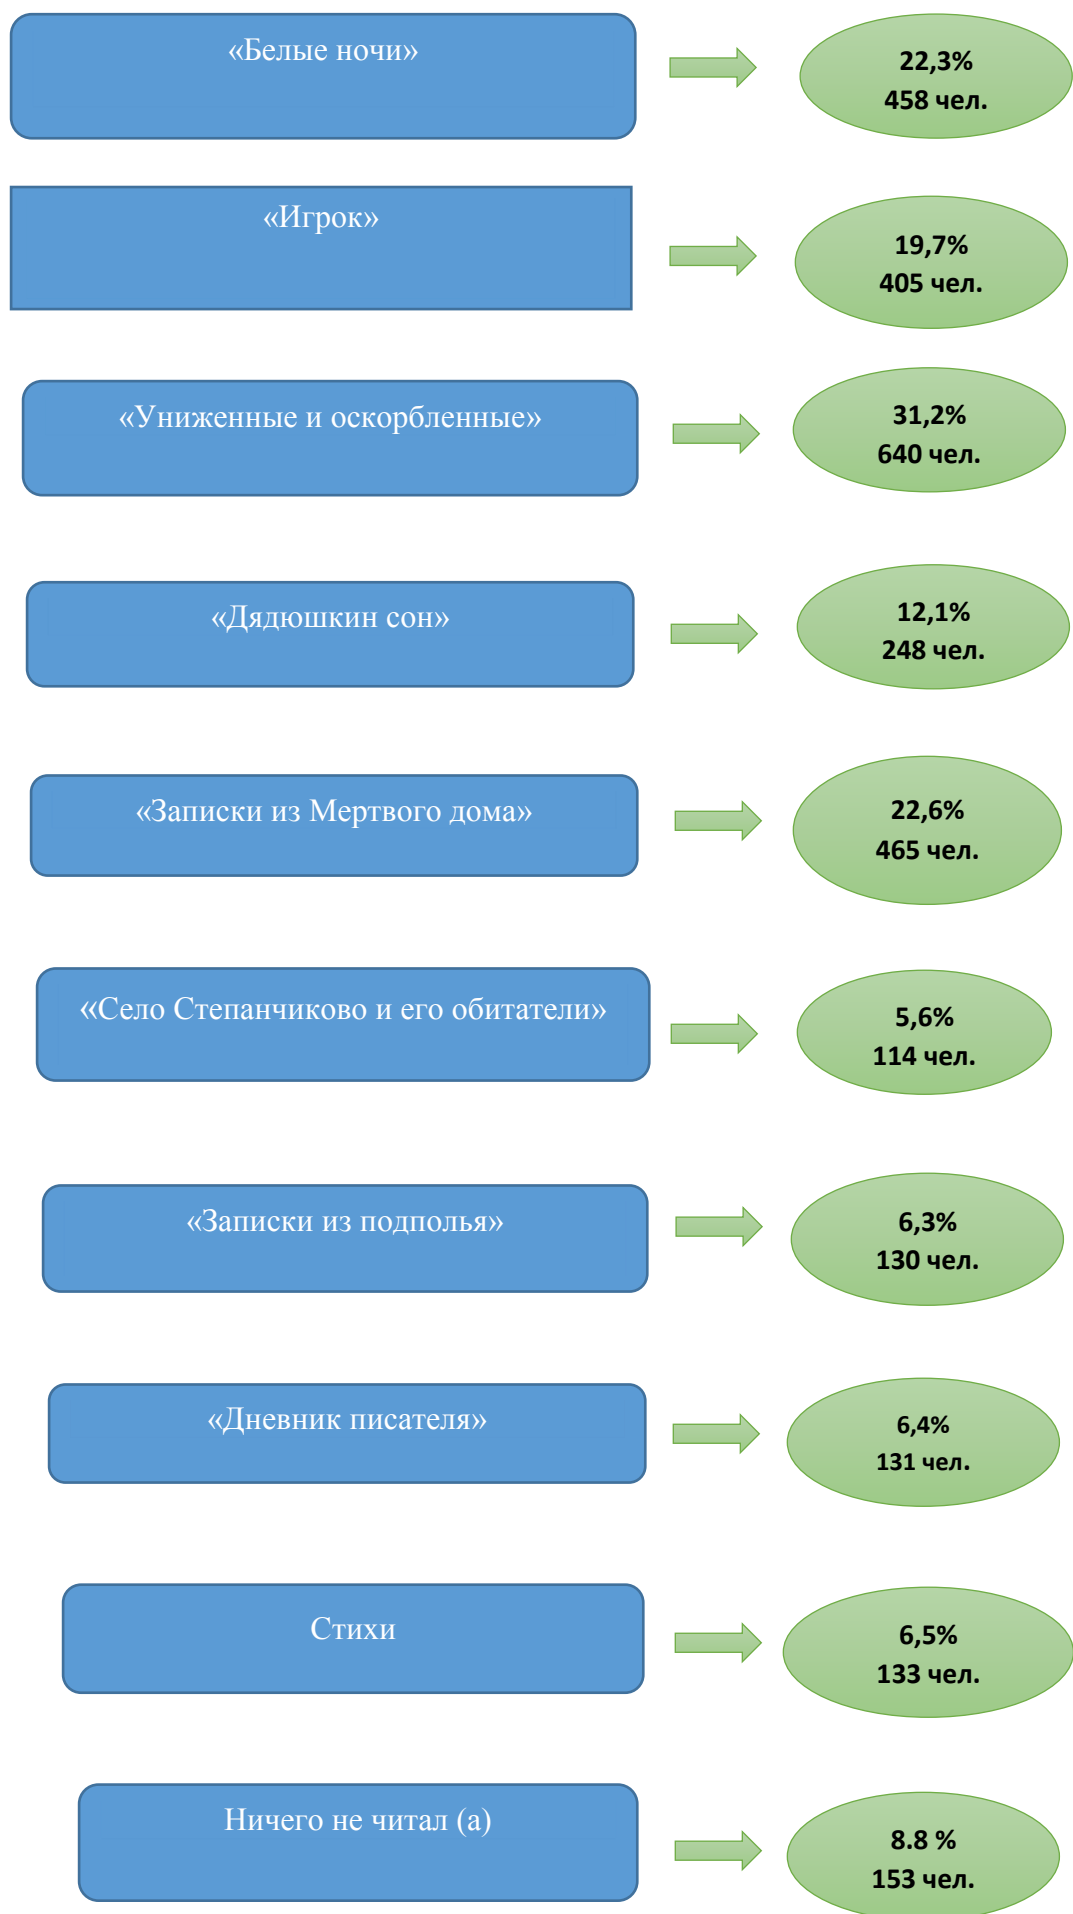 «Белые ночи»
22,3%
458 чел.
«Игрок»
19,7%
405 чел.
«Униженные и оскорбленные»
31,2%
640 чел.
«Дядюшкин сон»
12,1%
248 чел.
«Записки из Мертвого дома»
22,6%
465 чел.
«Село Степанчиково и его обитатели»
5,6%
114 чел.
«Записки из подполья»
6,3%
130 чел.
«Дневник писателя»
6,4%
131 чел.
Стихи
6,5%
133 чел.
Ничего не читал (а)
8.8 %
153 чел.